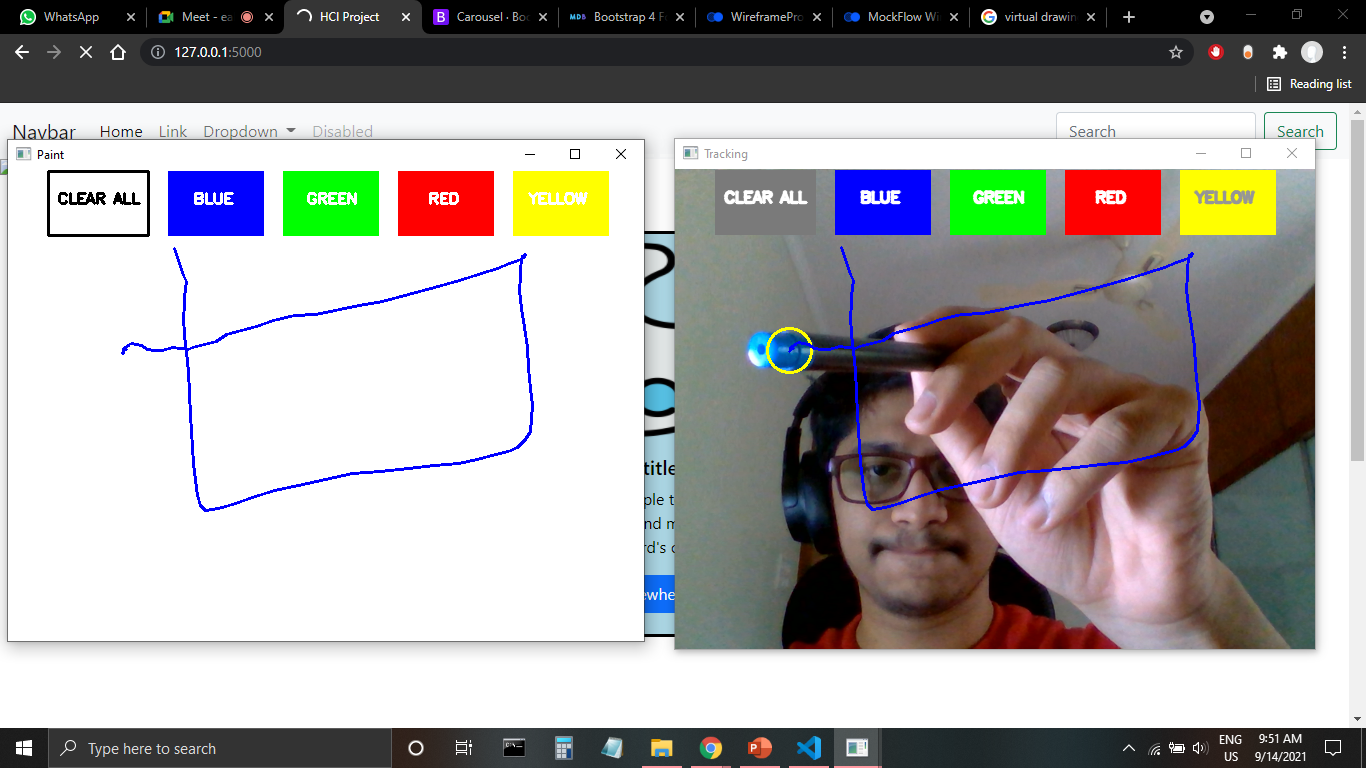 WhatsApp
Meet - ea
HCI Project
Carousel · Boo
MDB
Bootstrap 4 F
WireframePro
MockFlow Wi
virtual drawin
127.0.0.1:5000
Reading list
Navbar Home Link Dropdown Disabled Search Search
Paint
CLEAR ALL BLUE GREEN RED YELLOW
Tracking
CLEAR ALL BLUE GREEN RED YELLOW
title
ple t
nd m
rd's c
ewhe
Type here to search
ENG
US
9:51 AM
9/14/2021